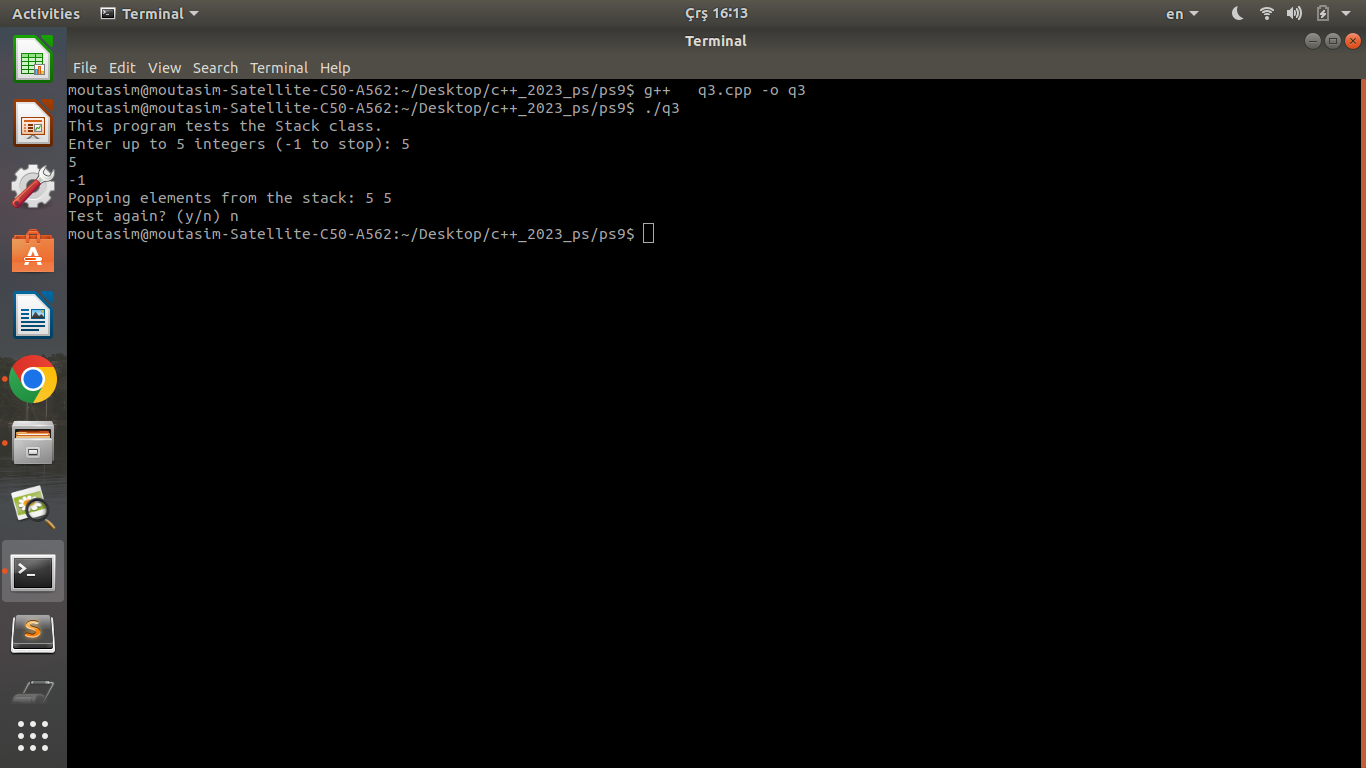 Activities Terminal Çrş 16:13 en
Terminal
File Edit View Search Terminal Help
moutasim@moutasim-Satellite-C50-A562:~/Desktop/c++_2023_ps/ps9$ g++   q3.cpp -o q3
moutasim@moutasim-Satellite-C50-A562:~/Desktop/c++_2023_ps/ps9$ ./q3
This program tests the Stack class.
Enter up to 5 integers (-1 to stop): 5
5
-1
Popping elements from the stack: 5 5
Test again? (y/n) n
moutasim@moutasim-Satellite-C50-A562:~/Desktop/c++_2023_ps/ps9$